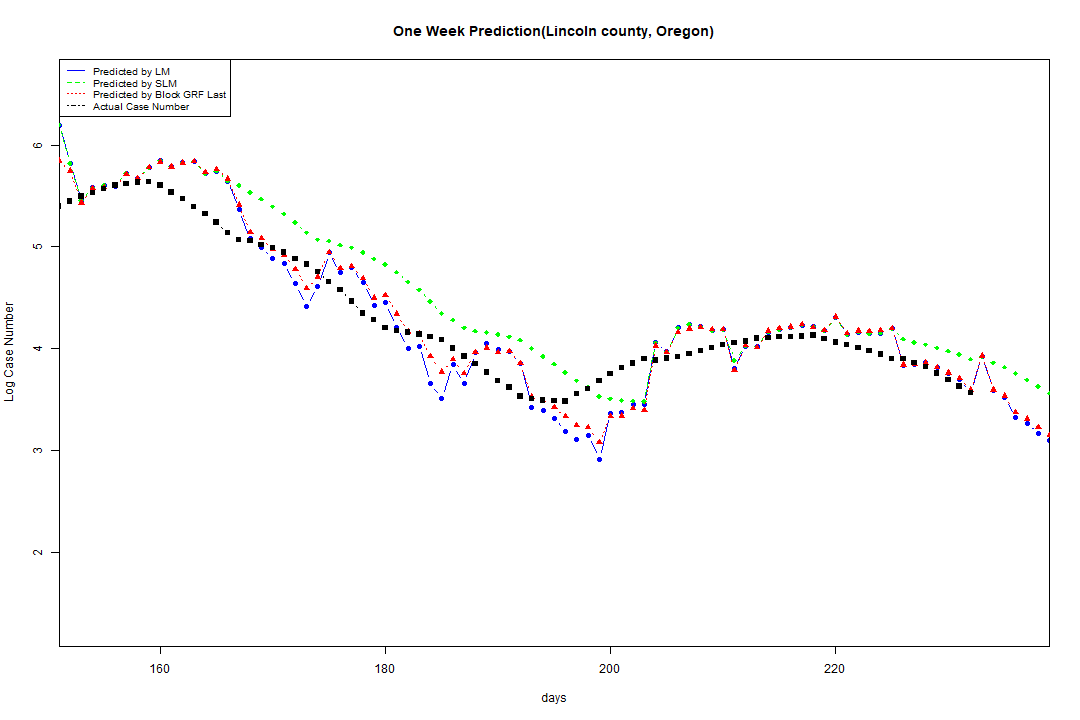 One Week Prediction(Lincoln county, Oregon)
Predicted by LM
Predicted by SLM
Predicted by Block GRF Last
Actual Case Number
6
5
4
3
2
Log Case Number
160 180 200 220
days